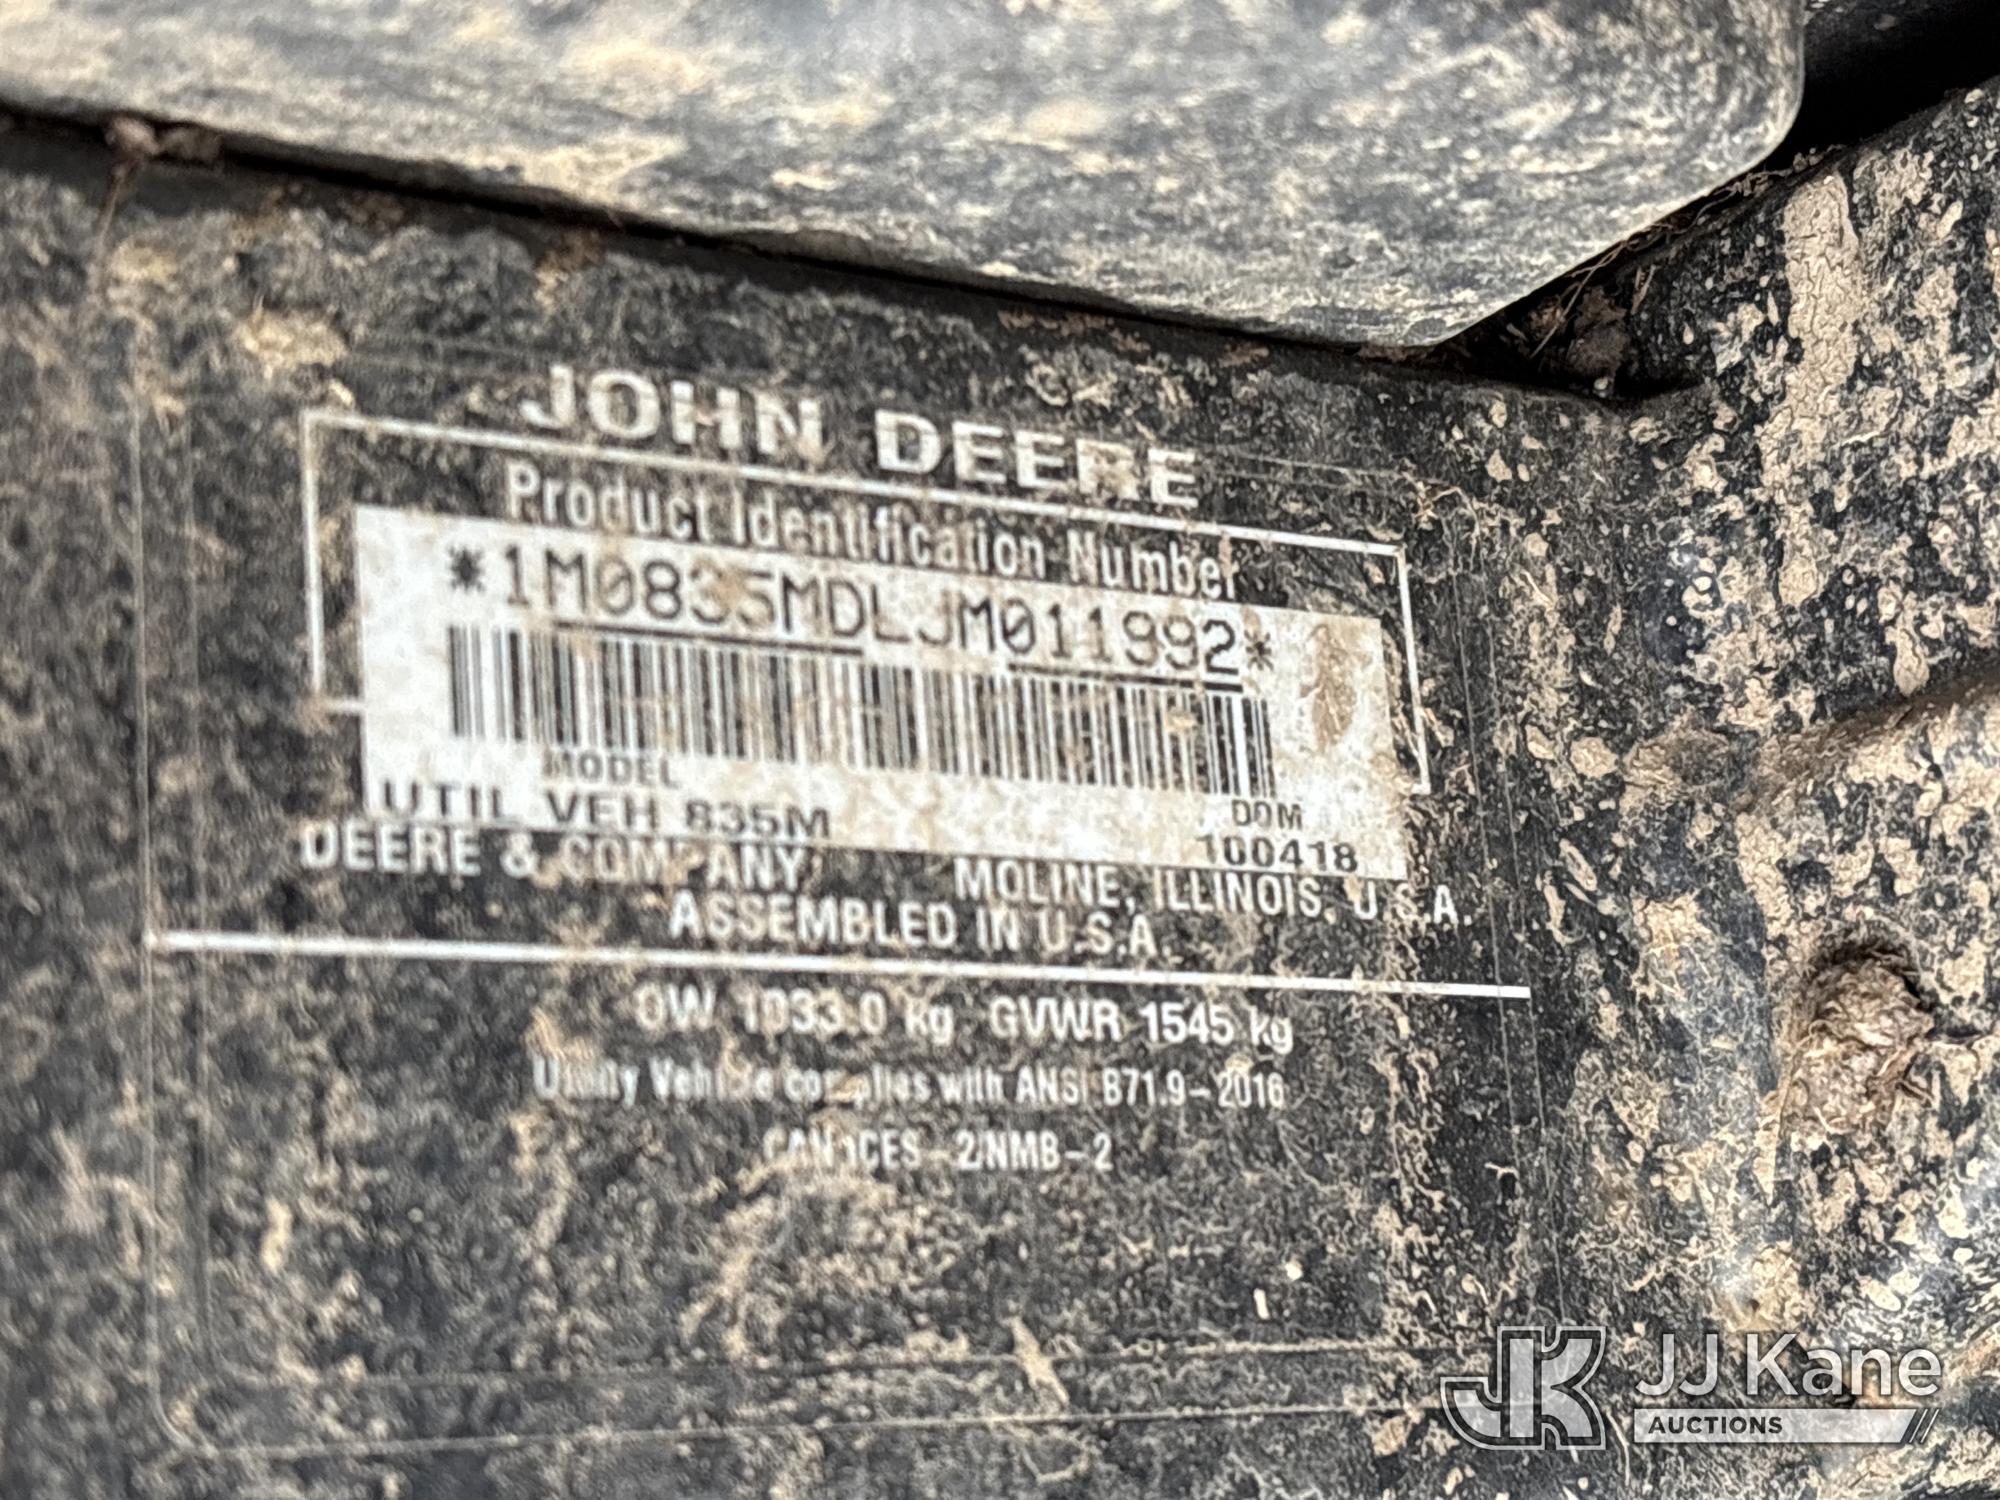 JOHN DEERE
Product Identification Number
*1M0835MDLJM011992*
MODEL
UTIL VEH 835M
DOM
100418
DEERE & COMPANY MOLINE, ILLINOIS, U.S.A.
ASSEMBLED IN U.S.A.
GW 1033.0 kg GVWR 1545 kg
Utility Vehicle complies with ANSI B71.9-2016
CAN ICES-2/NMB-2
JK JJ Kane
AUCTIONS